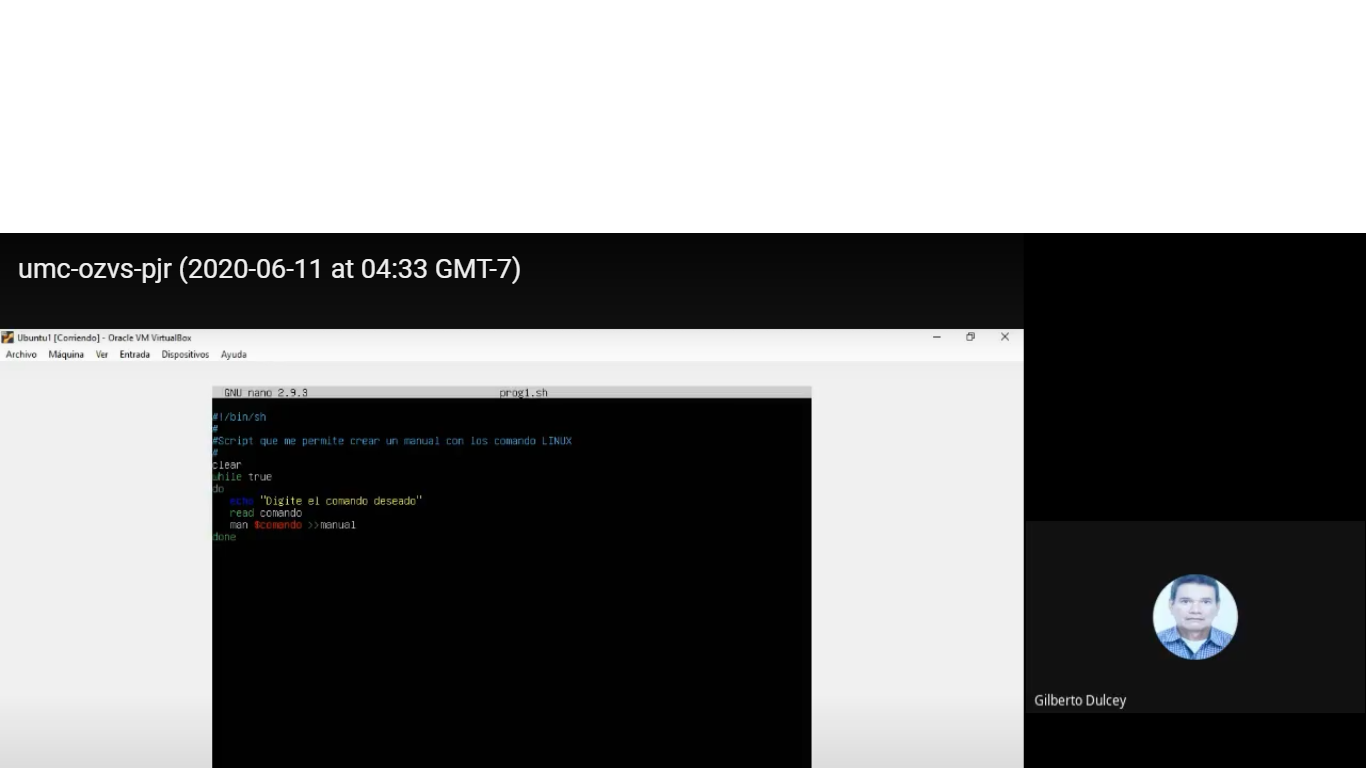 umc-ozvs-pjr (2020-06-11 at 04:33 GMT-7)
Ubuntu1 [Corriendo] - Oracle VM VirtualBox
Archivo Máquina Ver Entrada Dispositivos Ayuda
GNU nano 2.9.3 prog1.sh
#!/bin/sh
#
#Script que me permite crear un manual con los comando LINUX
#
clear
while true
do
echo "Digite el comando deseado"
read comando
man $comando >>manual
done
Gilberto Dulcey